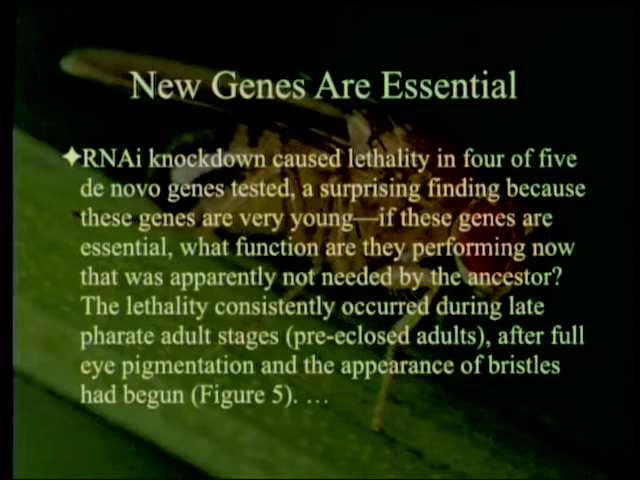 New Genes Are Essential
✦RNAi knockdown caused lethality in four of five
de novo genes tested, a surprising finding because
these genes are very young—if these genes are
essential, what function are they performing now
that was apparently not needed by the ancestor?
The lethality consistently occurred during late
pharate adult stages (pre-eclosed adults), after full
eye pigmentation and the appearance of bristles
had begun (Figure 5). …